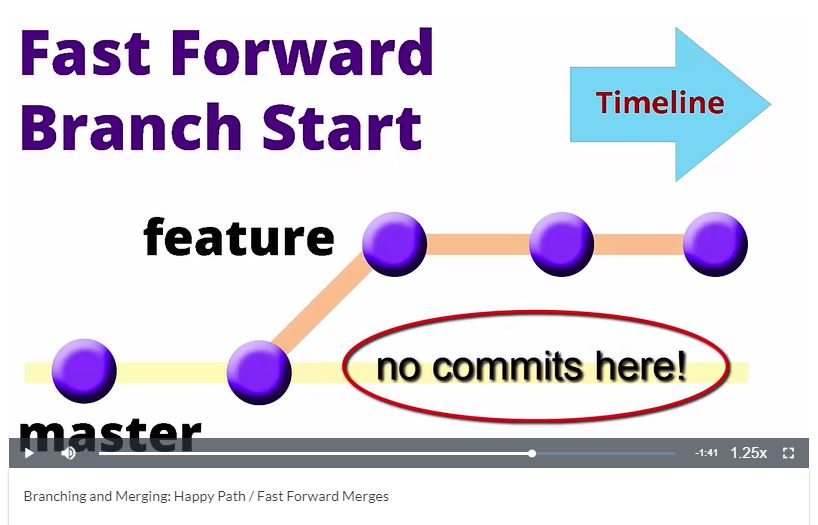 Fast Forward
Branch Start
Timeline
feature
no commits here!
master
-1:41 1.25x
Branching and Merging: Happy Path / Fast Forward Merges